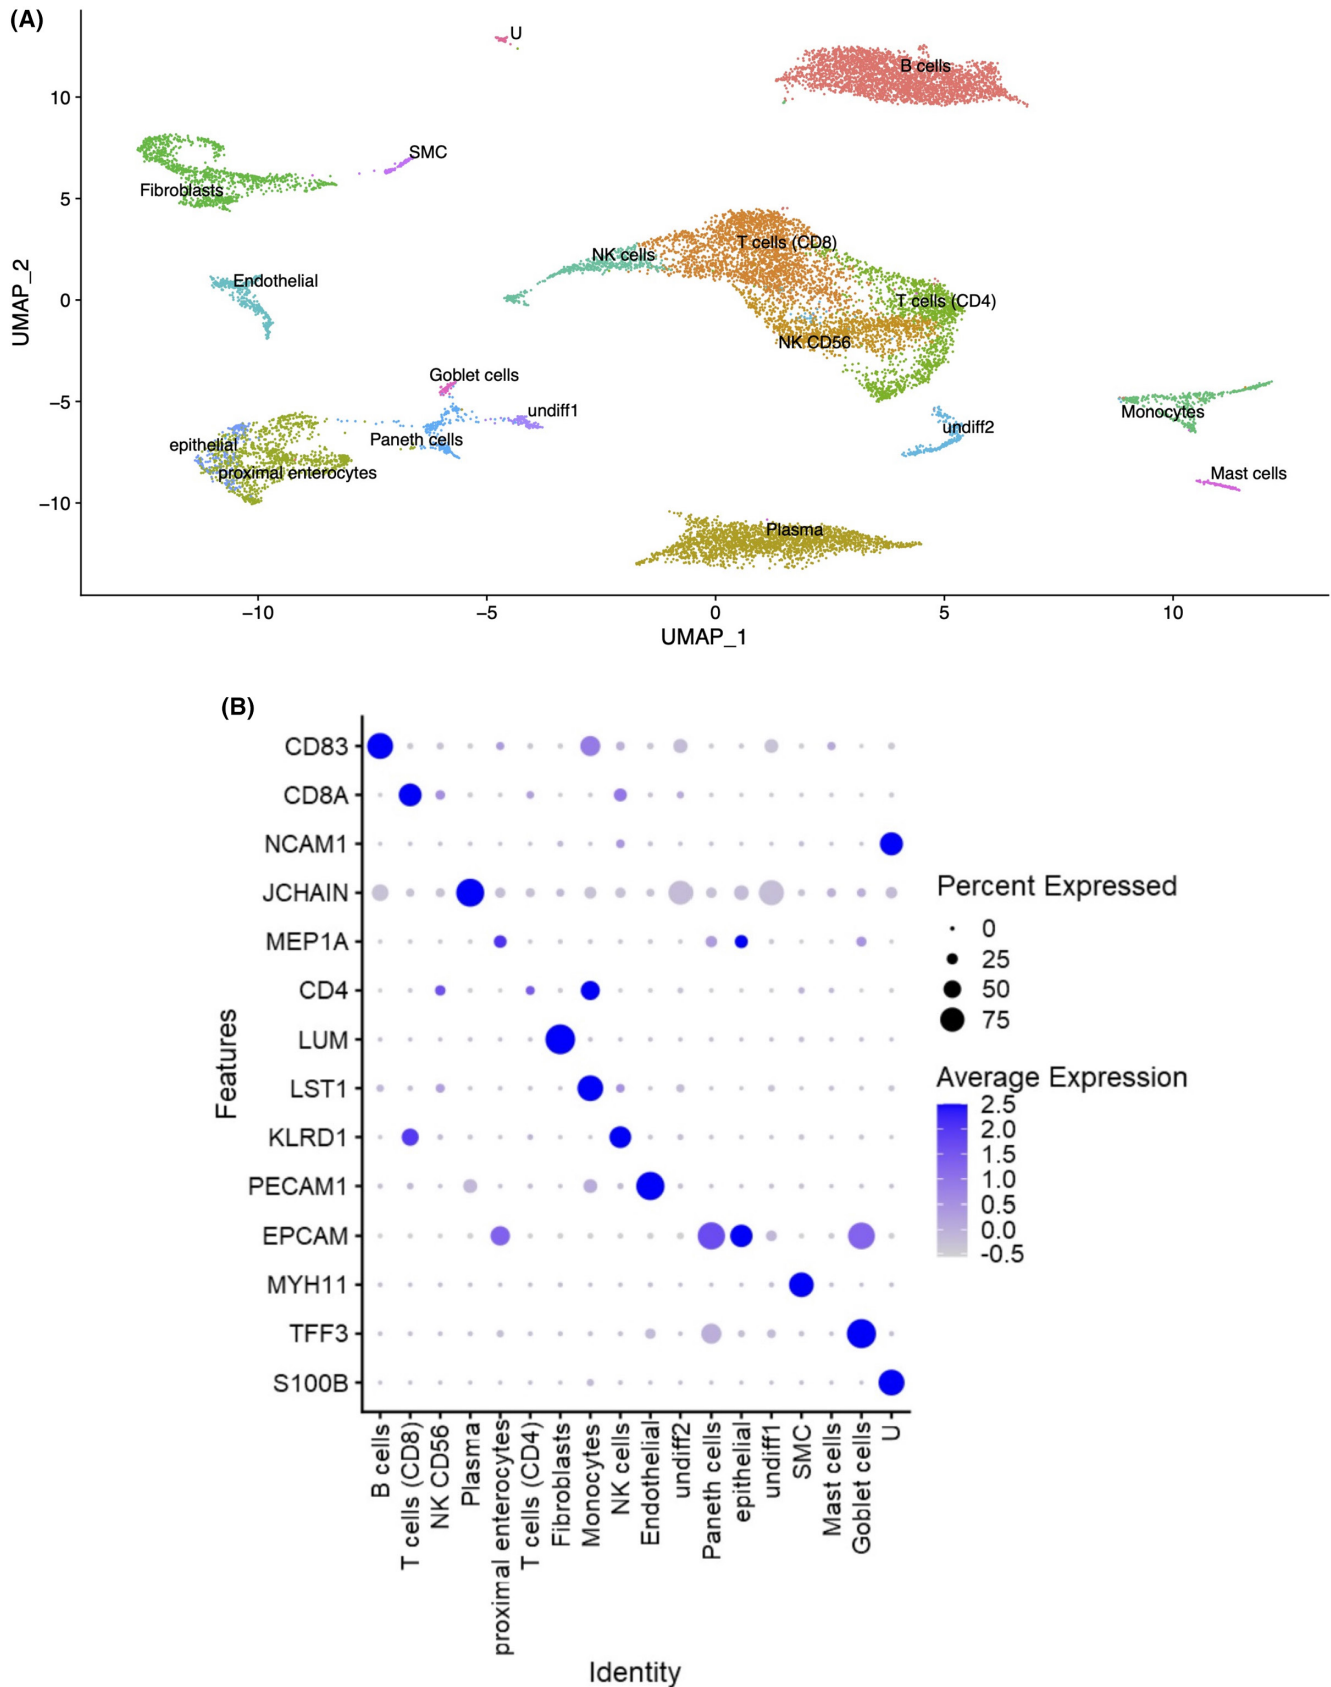 (A)
U
B cells
10
SMC
Fibroblasts
5
T cells (CD8)
NK cells
Endothelial
UMAP_2
0
T cells (CD4)
NK CD56
Goblet cells
−5
undiff1
Monocytes
undiff2
Paneth cells
epithelial
proximal enterocytes
Mast cells
−10
Plasma
−10 −5 0 5 10
UMAP_1
(B)
CD83
CD8A
NCAM1
JCHAIN
MEP1A
CD4
LUM
LST1
KLRD1
PECAM1
EPCAM
MYH11
TFF3
S100B
Features
Percent Expressed
0
25
50
75
Average Expression
2.5
2.0
1.5
1.0
0.5
0.0
-0.5
B cells
T cells (CD8)
NK CD56
Plasma
proximal enterocytes
T cells (CD4)
Fibroblasts
Monocytes
NK cells
Endothelial
undiff2
Paneth cells
epithelial
undiff1
SMC
Mast cells
Goblet cells
U
Identity